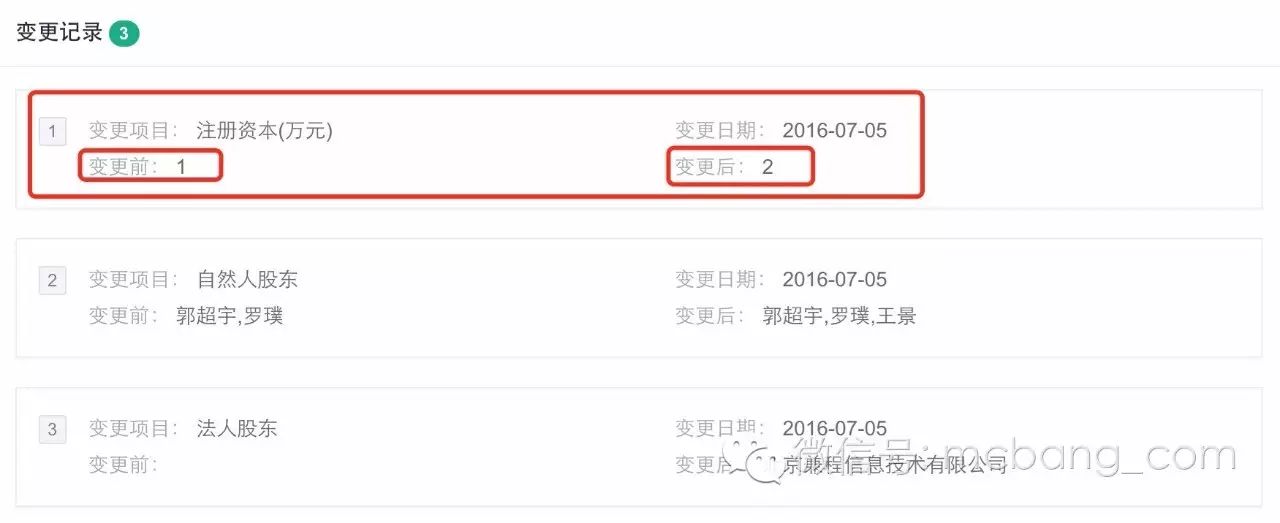 变更记录 3
1 变更项目： 注册资本(万元) 变更日期： 2016-07-05
变更前： 1 变更后： 2
2 变更项目： 自然人股东 变更日期： 2016-07-05
变更前： 郭超宇,罗璞 变更后： 郭超宇,罗璞,王景
3 变更项目： 法人股东 变更日期： 2016-07-05
变更前： 变更后 京兼程信息技术有限公司
微信号: mcbang_com